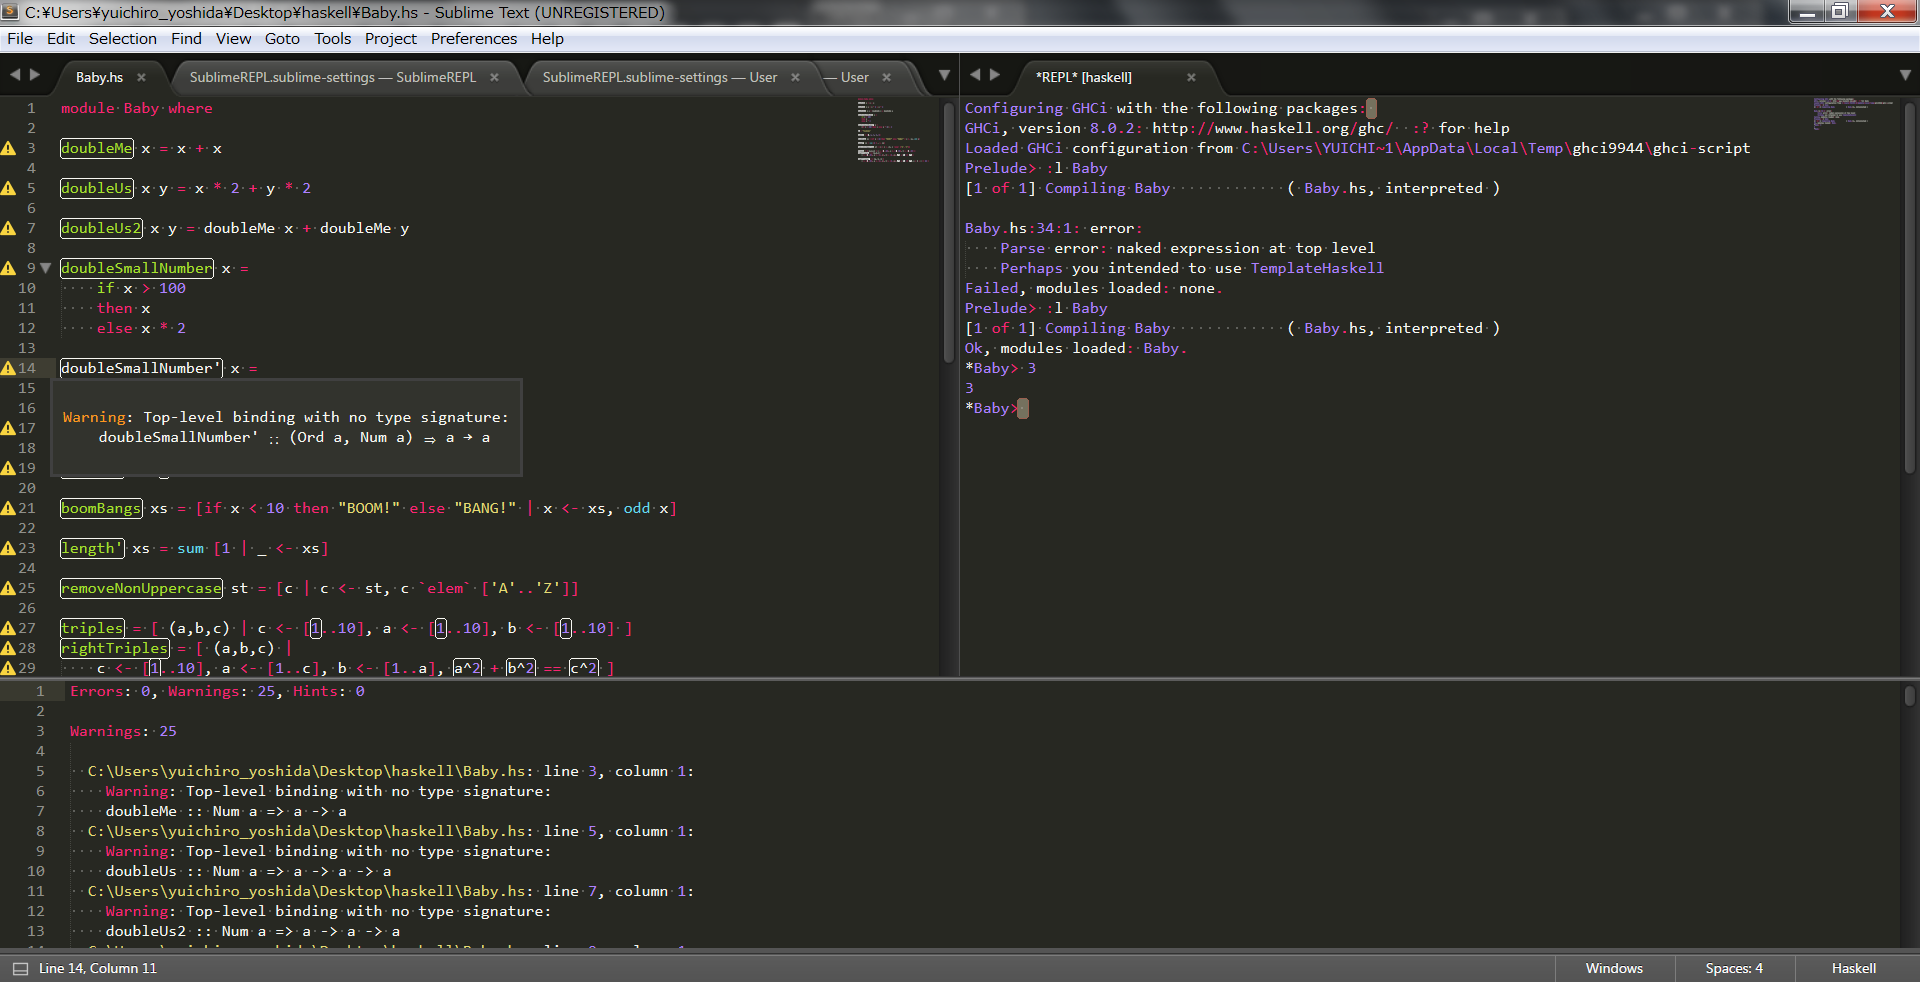 C:¥Users¥yuichiro_yoshida¥Desktop¥haskell¥Baby.hs - Sublime Text (UNREGISTERED)
File Edit Selection Find View Goto Tools Project Preferences Help
Baby.hs SublimeREPL.sublime-settings — SublimeREPL SublimeREPL.sublime-settings — User — User
1 module Baby where
2
3 doubleMe x = x + x
4
5 doubleUs x y = x * 2 + y * 2
6
7 doubleUs2 x y = doubleMe x + doubleMe y
8
9 doubleSmallNumber x =
10 if x > 100
11 then x
12 else x * 2
13
14 doubleSmallNumber' x =
15
16
17
18
19
Warning: Top-level binding with no type signature:
doubleSmallNumber' :: (Ord a, Num a) ⇒ a → a
20
21 boomBangs xs = [if x < 10 then "BOOM!" else "BANG!" | x <- xs, odd x]
22
23 length' xs = sum [1 | _ <- xs]
24
25 removeNonUppercase st = [c | c <- st, c `elem` ['A'..'Z']]
26
27 triples = [ (a,b,c) | c <- [1..10], a <- [1..10], b <- [1..10] ]
28 rightTriples = [ (a,b,c) |
29 c <- [1..10], a <- [1..c], b <- [1..a], a^2 + b^2 == c^2 ]
*REPL* [haskell]
Configuring GHCi with the following packages:
GHCi, version 8.0.2: http://www.haskell.org/ghc/ :? for help
Loaded GHCi configuration from C:\Users\YUICHI~1\AppData\Local\Temp\ghci9944\ghci-script
Prelude> :l Baby
[1 of 1] Compiling Baby ( Baby.hs, interpreted )
Baby.hs:34:1: error:
Parse error: naked expression at top level
Perhaps you intended to use TemplateHaskell
Failed, modules loaded: none.
Prelude> :l Baby
[1 of 1] Compiling Baby ( Baby.hs, interpreted )
Ok, modules loaded: Baby.
*Baby> 3
3
*Baby>
1 Errors: 0, Warnings: 25, Hints: 0
2
3 Warnings: 25
4
5 C:\Users\yuichiro_yoshida\Desktop\haskell\Baby.hs: line 3, column 1:
6 Warning: Top-level binding with no type signature:
7 doubleMe :: Num a => a -> a
8 C:\Users\yuichiro_yoshida\Desktop\haskell\Baby.hs: line 5, column 1:
9 Warning: Top-level binding with no type signature:
10 doubleUs :: Num a => a -> a -> a
11 C:\Users\yuichiro_yoshida\Desktop\haskell\Baby.hs: line 7, column 1:
12 Warning: Top-level binding with no type signature:
13 doubleUs2 :: Num a => a -> a -> a
Line 14, Column 11
Windows Spaces: 4 Haskell